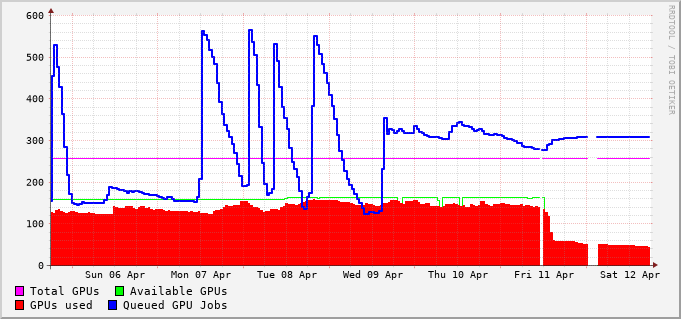 600
500
400
300
200
100
0
Sun 06 Apr Mon 07 Apr Tue 08 Apr Wed 09 Apr Thu 10 Apr Fri 11 Apr Sat 12 Apr
Total GPUs Available GPUs
GPUs used Queued GPU Jobs
RRDTOOL / TOBI OETIKER